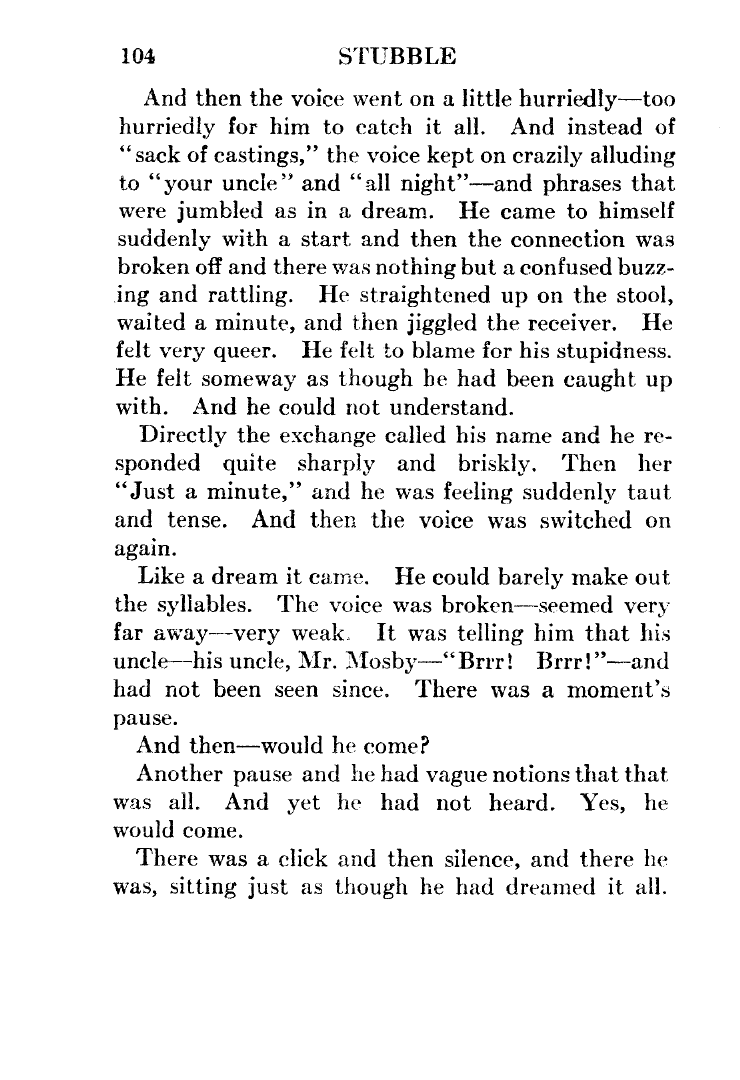 104 STUBBLE
And then the voice went on a little hurriedly—too
hurriedly for him to catch it all. And instead of
“sack of castings,” the voice kept on crazily alluding
to “your uncle” and “all night”—and phrases that
were jumbled as in a dream. He came to himself
suddenly with a start and then the connection was
broken off and there was nothing but a confused buzz-
ing and rattling. He straightened up on the stool,
waited a minute, and then jiggled the receiver. He
felt very queer. He felt to blame for his stupidness.
He felt someway as though he had been caught up
with. And he could not understand.
Directly the exchange called his name and he re-
sponded quite sharply and briskly. Then her
“Just a minute,” and he was feeling suddenly taut
and tense. And then the voice was switched on
again.
Like a dream it came. He could barely make out
the syllables. The voice was broken—seemed very
far away—very weak. It was telling him that his
uncle—his uncle, Mr. Mosby—“Brrr! Brrr!”—and
had not been seen since. There was a moment’s
pause.
And then—would he come?
Another pause and he had vague notions that that
was all. And yet he had not heard. Yes, he
would come.
There was a click and then silence, and there he
was, sitting just as though he had dreamed it all.